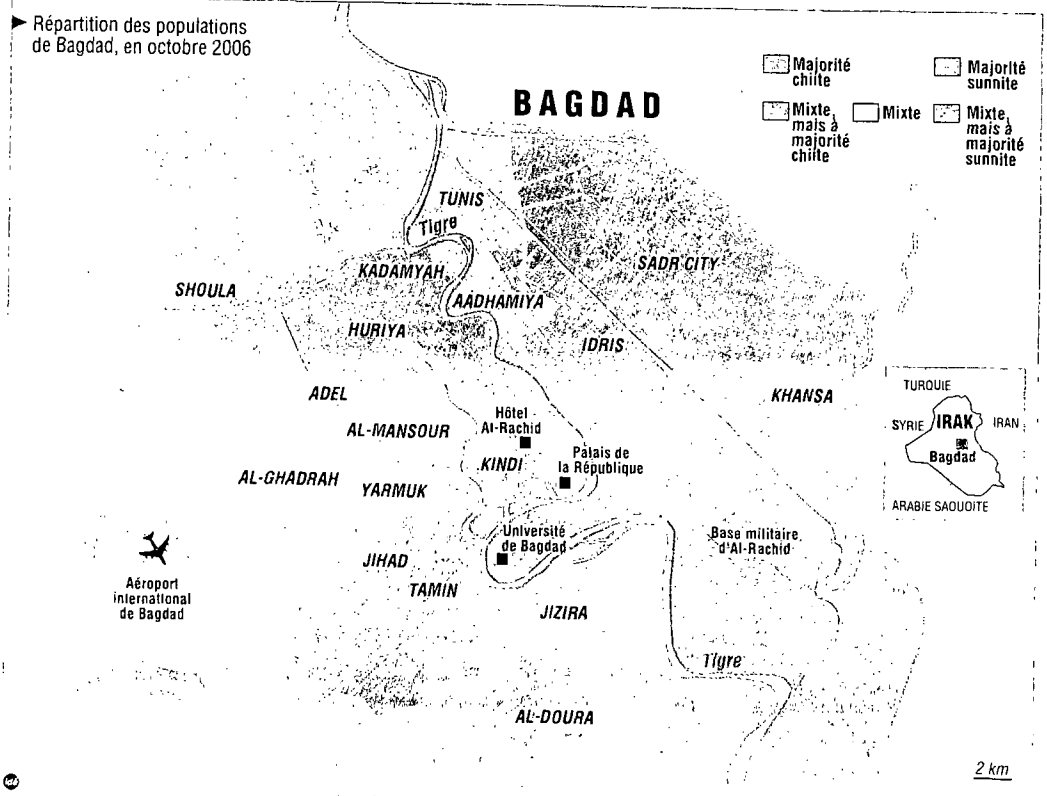 Répartition des populations
de Bagdad, en octobre 2006
BAGDAD
Majorité
chiite
Majorité
sunnite
Mixte,
mais à
majorité
chiite
Mixte
Mixte,
mais à
majorité
sunnite
TUNIS
Tigre
SADR CITY
KADAMYAH
SHOULA
AADHAMIYA
HURIYA
IDRIS
ADEL
KHANSA
TURQUIE
SYRIE
IRAK
IRAN
Bagdad
ARABIE SAOUDITE
Hôtel
Al-Rachid
AL-MANSOUR
KINDI
Palais de
la République
AL-GHADRAH
YARMUK
Université
de Bagdad
Base militaire
d'Al-Rachid
JIHAD
TAMIN
Aéroport
international
de Bagdad
JIZIRA
Tigre
AL-DOURA
2 km
idé